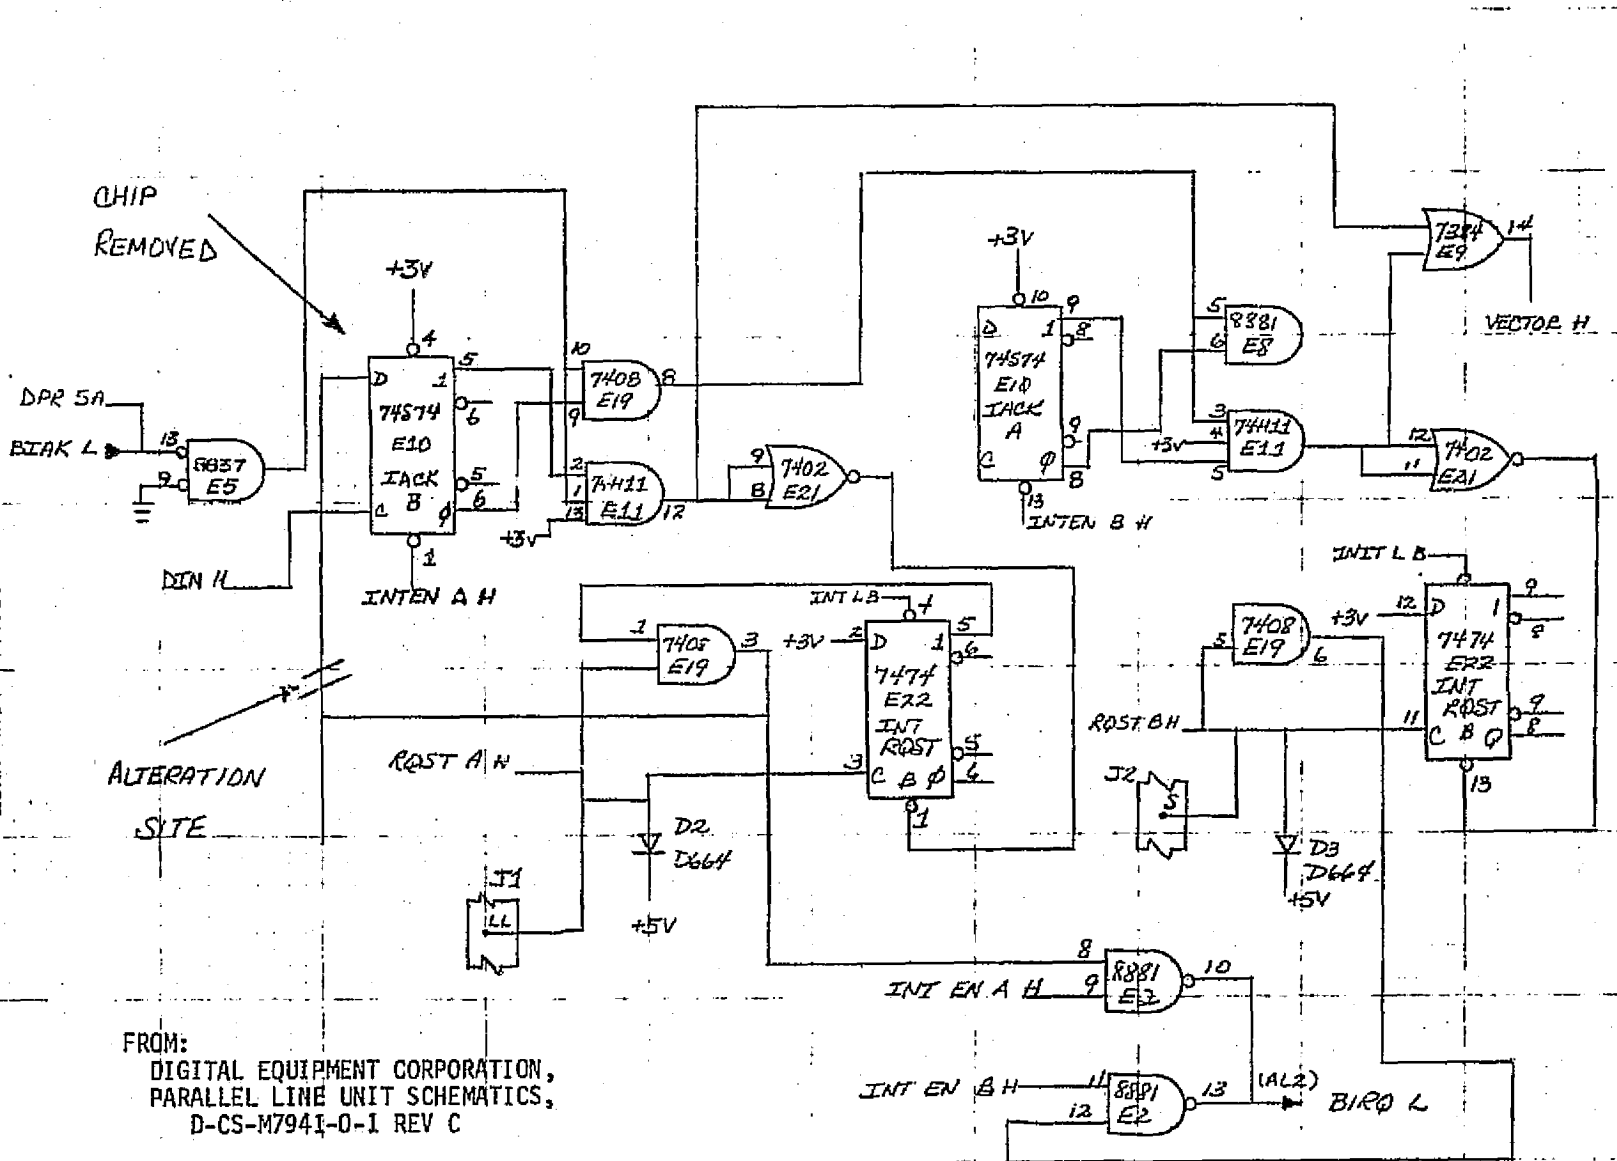 CHIP
REMOVED
+3V
4
DPR 5A
BIAK L
13
9
8837
E5
DIN H
D
1
74S74
E10
IACK
B
C
Ø
5
6
5
6
1
INTEN A H
10
9
7408
E19
8
2
1
13
74H11
E11
12
+3V
9
8
7402
E21
+3V
10
D
1
74S74
E10
IACK
A
C
Ø
9
8
9
8
13
INTEN B H
5
6
8381
E8
3
4
5
+3V
74H11
E11
E9
14
VECTOR H
12
11
7402
E21
ALTERATION
SITE
RQST A H
1
7408
E19
3
INT L B
4
+3V
2
D
1
7474
E22
INT
RQST
B
C
Ø
5
6
5
6
3
1
D2
D664
+5V
J1
LL
INIT L B
+3V
12
D
1
7474
E22
INT
RQST
B
C
9
8
9
8
11
13
7408
E19
5
6
RQST B H
J2
S
D3
D664
+5V
8
9
INT EN A H
8881
10
INT EN B H
11
12
8881
E2
13
(AL2)
BIRQ L
FROM:
DIGITAL EQUIPMENT CORPORATION,
PARALLEL LINE UNIT SCHEMATICS,
D-CS-M7941-0-1 REV C